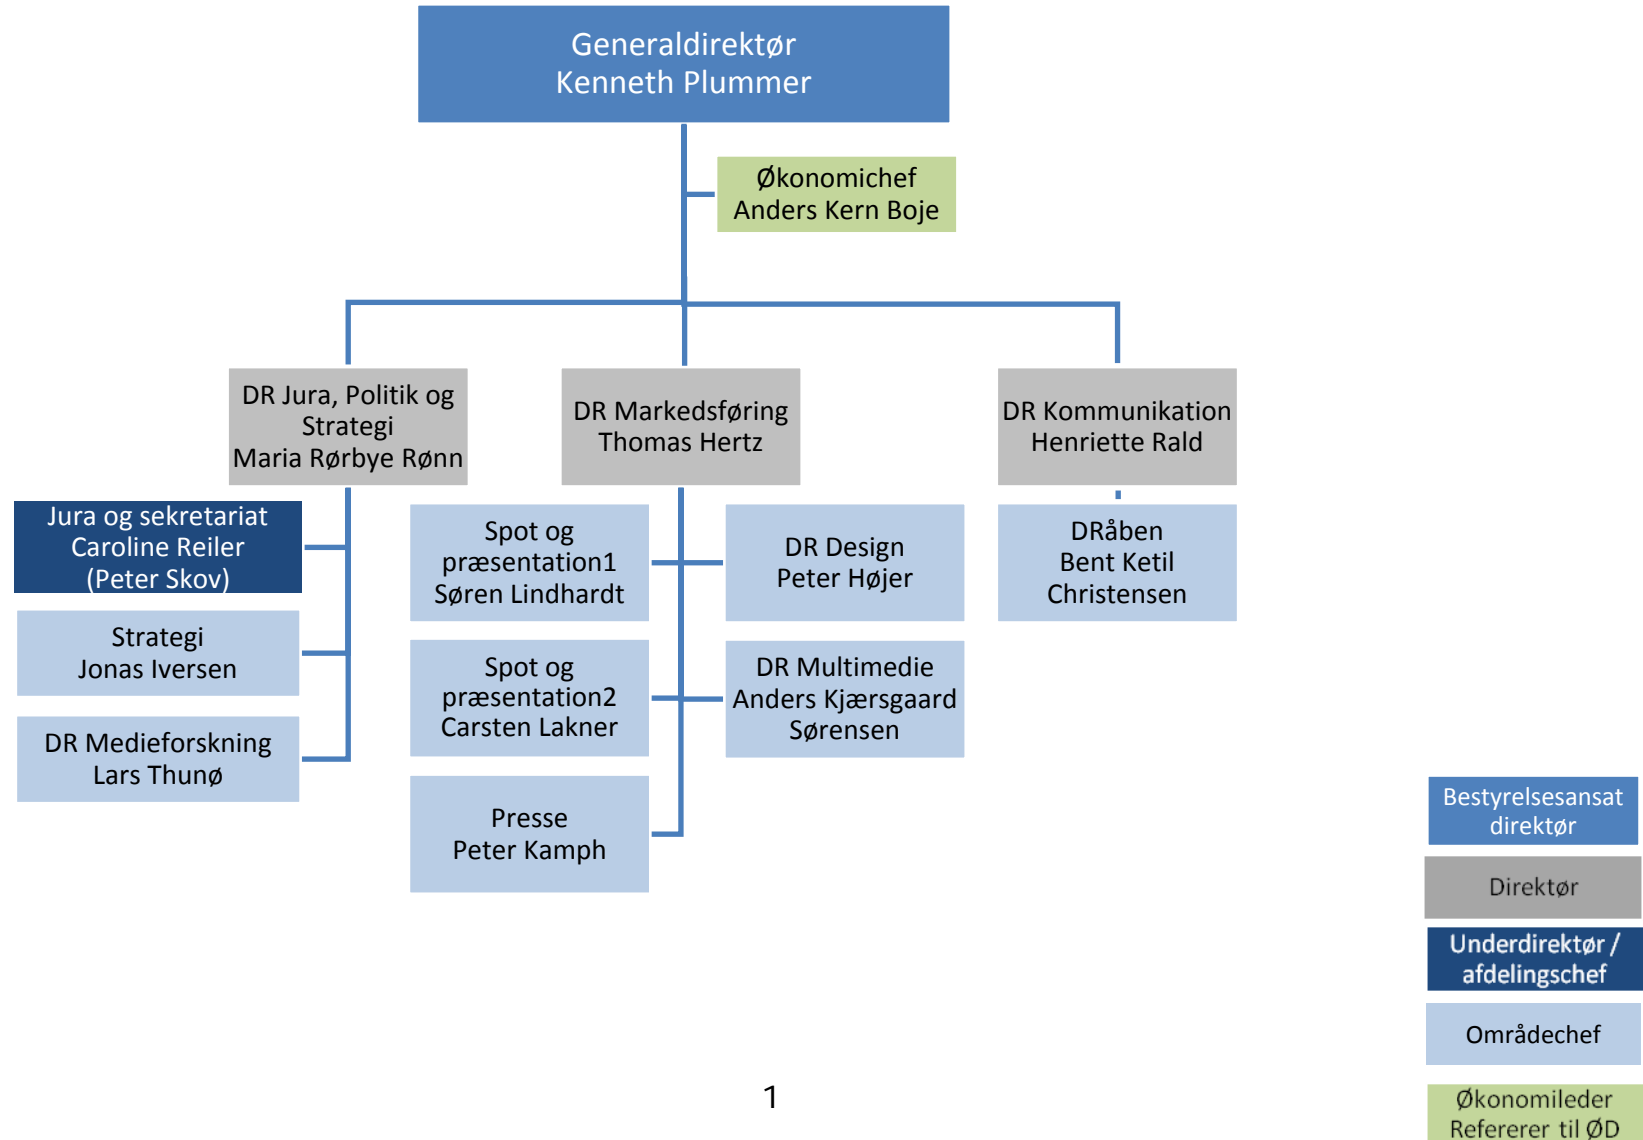 Generaldirektør
Kenneth Plummer
Økonomichef
Anders Kern Boje
DR Jura, Politik og
Strategi
Maria Rørbye Rønn
DR Markedsføring
Thomas Hertz
DR Kommunikation
Henriette Rald
Jura og sekretariat
Caroline Reiler
(Peter Skov)
Strategi
Jonas Iversen
DR Medieforskning
Lars Thunø
Spot og
præsentation1
Søren Lindhardt
DR Design
Peter Højer
Spot og
præsentation2
Carsten Lakner
DR Multimedie
Anders Kjærsgaard
Sørensen
Presse
Peter Kamph
DRåben
Bent Ketil
Christensen
Bestyrelsesansat
direktør
Direktør
Underdirektør /
afdelingschef
Områdechef
Økonomileder
Refererer til ØD
1